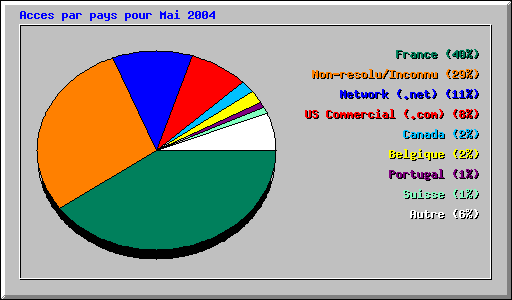 Acces par pays pour Mai 2004
France (40%)
Non-resolu/Inconnu (29%)
Network (.net) (11%)
US Commercial (.com) (8%)
Canada (2%)
Belgique (2%)
Portugal (1%)
Suisse (1%)
Autre (6%)